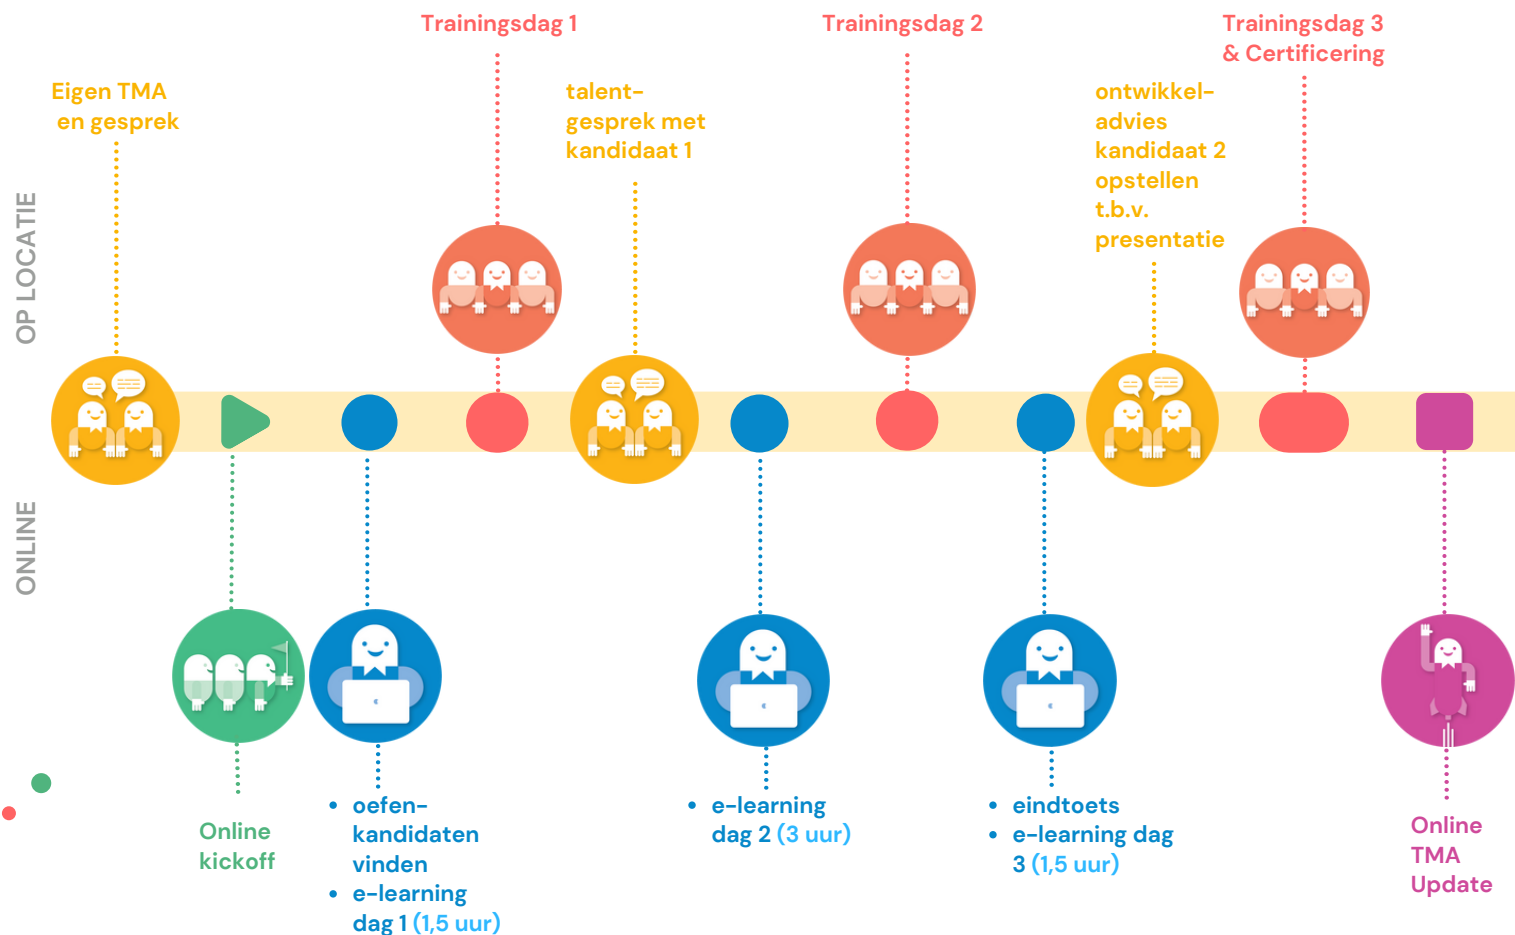 Trainingsdag 1
Trainingsdag 2
Trainingsdag 3
& Certificering
Eigen TMA
en gesprek
talent-
gesprek met
kandidaat 1
ontwikkel-
advies
kandidaat 2
opstellen
t.b.v.
presentatie
OP LOCATIE
ONLINE
Online
kickoff
• oefen-
kandidaten
vinden
• e-learning
dag 1 (1,5 uur)
• e-learning
dag 2 (3 uur)
• eindtoets
• e-learning dag
3 (1,5 uur)
Online
TMA
Update